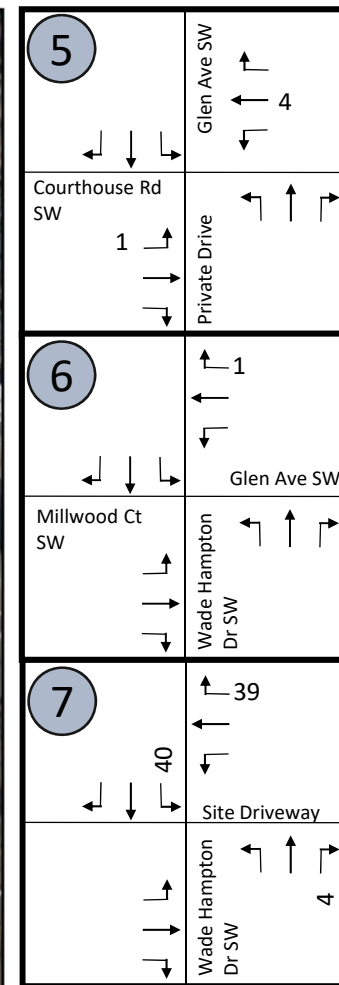 5
Glen Ave SW
4
Courthouse Rd
SW
1
Private Drive
6
1
Glen Ave SW
Millwood Ct
SW
Wade Hampton
Dr SW
7
39
40
Site Driveway
Wade Hampton
Dr SW
4